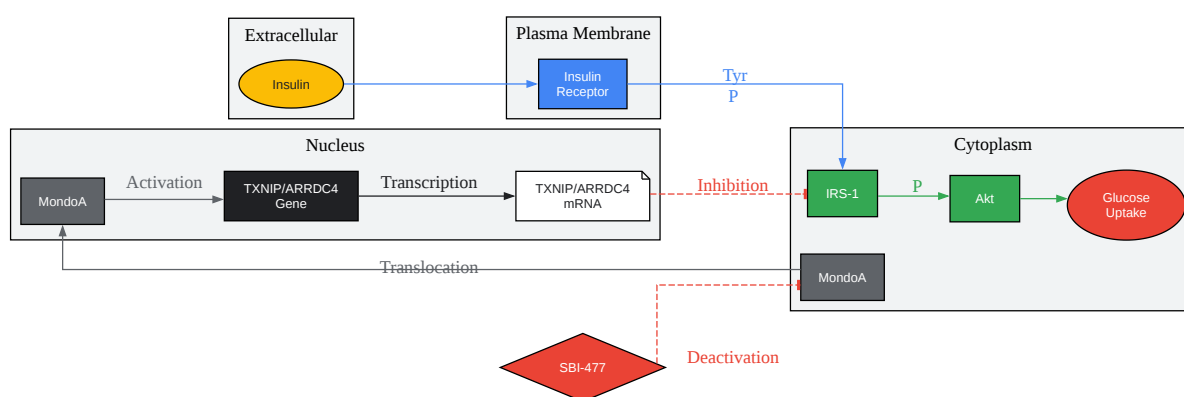 Extracellular
Insulin
Plasma Membrane
Insulin
Receptor
Tyr
P
Nucleus
MondoA
Activation
TXNIP/ARRDC4
Gene
Transcription
TXNIP/ARRDC4
mRNA
Inhibition
Cytoplasm
IRS-1
P
Akt
Glucose
Uptake
Translocation
MondoA
SBI-477
Deactivation